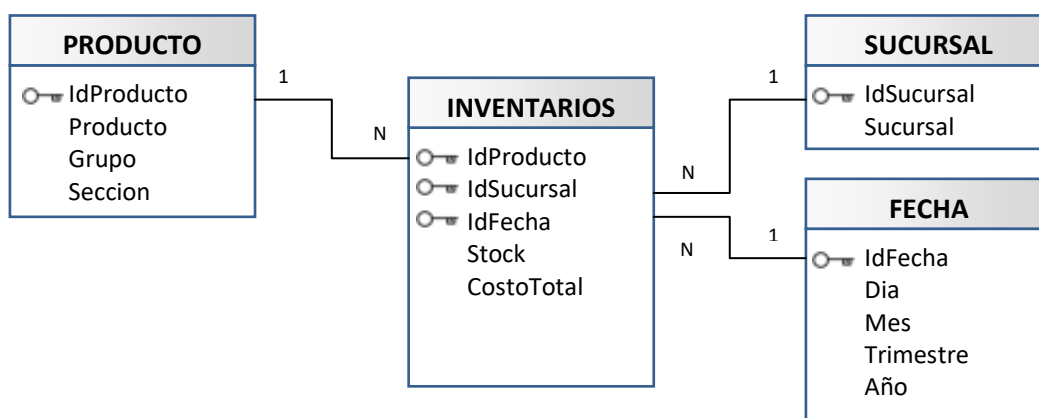 PRODUCTO
IdProducto
Producto
Grupo
Seccion
1
N
INVENTARIOS
IdProducto
IdSucursal
IdFecha
Stock
CostoTotal
1
N
SUCURSAL
IdSucursal
Sucursal
N
1
FECHA
IdFecha
Dia
Mes
Trimestre
Año